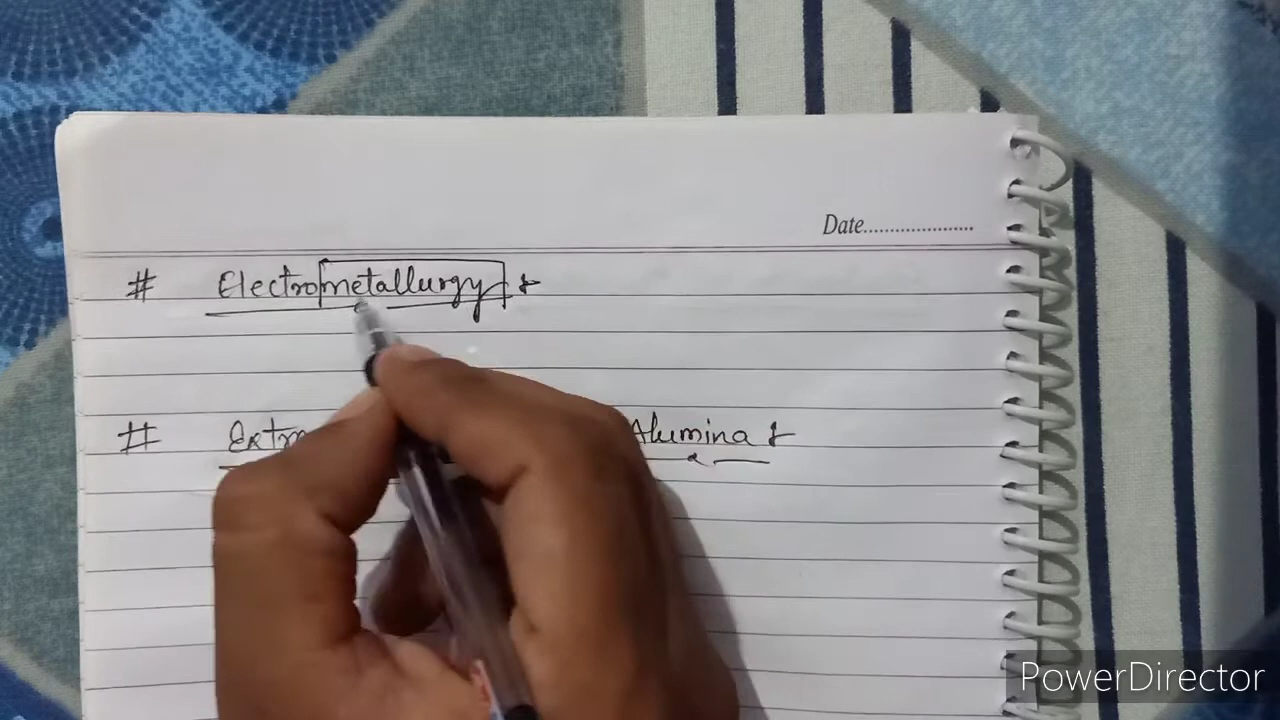 Date.....................
# Electrometallurgy :-
# Alumina :-
PowerDirector